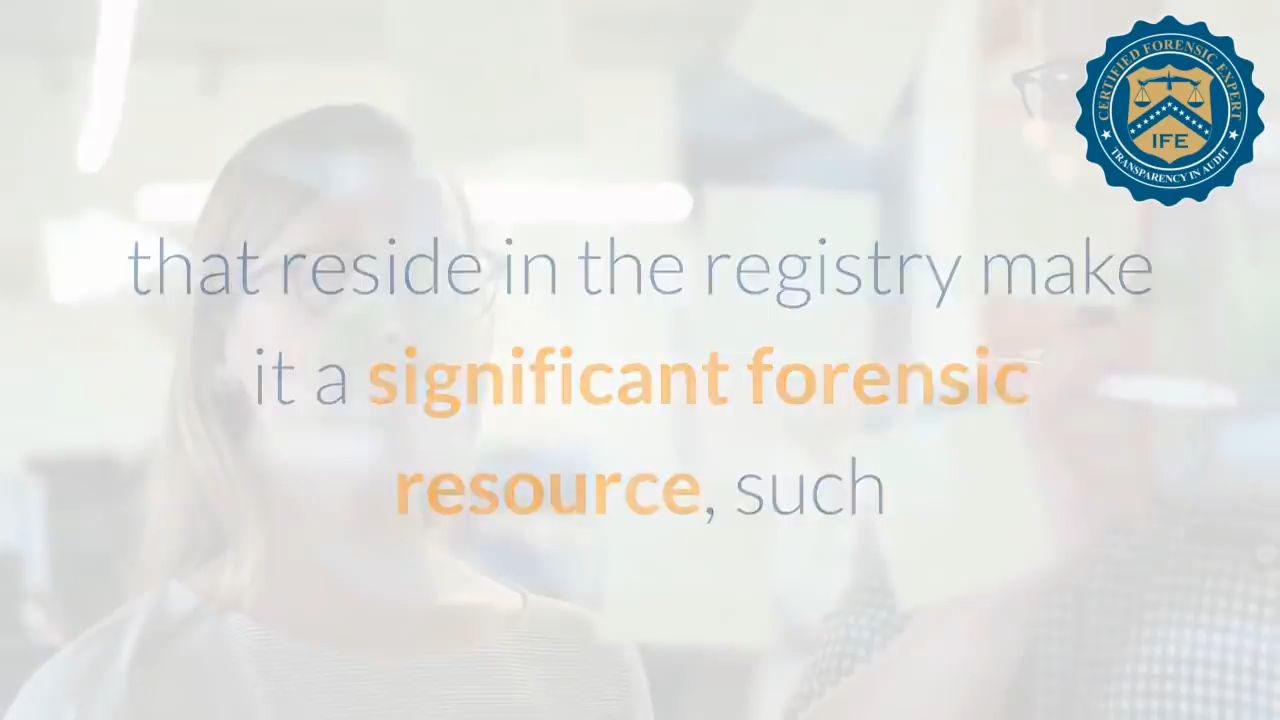 CERTIFIED FORENSIC EXPERT
IFE
TRANSPARENCY IN AUDIT
that reside in the registry make
it a significant forensic
resource, such